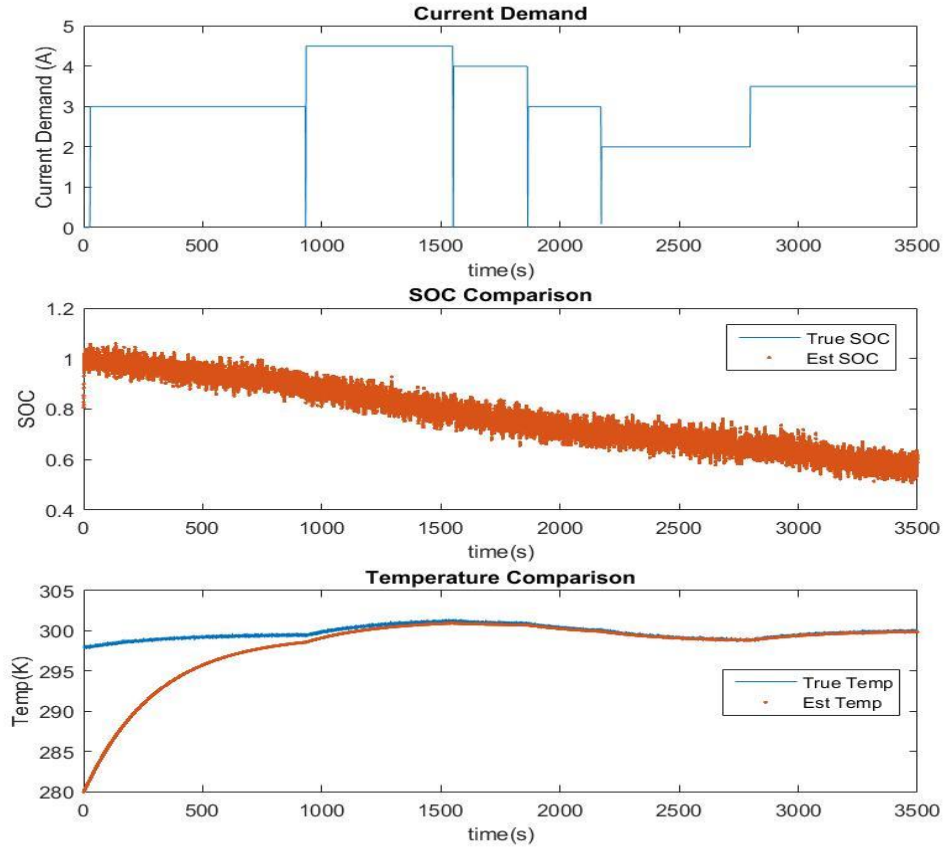 Current Demand
Current Demand (A)
5
4
3
2
1
0
0 500 1000 1500 2000 2500 3000 3500
time(s)
SOC Comparison
SOC
1.2
1
0.8
0.6
0.4
True SOC
Est SOC
0 500 1000 1500 2000 2500 3000 3500
time(s)
Temperature Comparison
Temp(K)
305
300
295
290
285
280
True Temp
Est Temp
0 500 1000 1500 2000 2500 3000 3500
time(s)